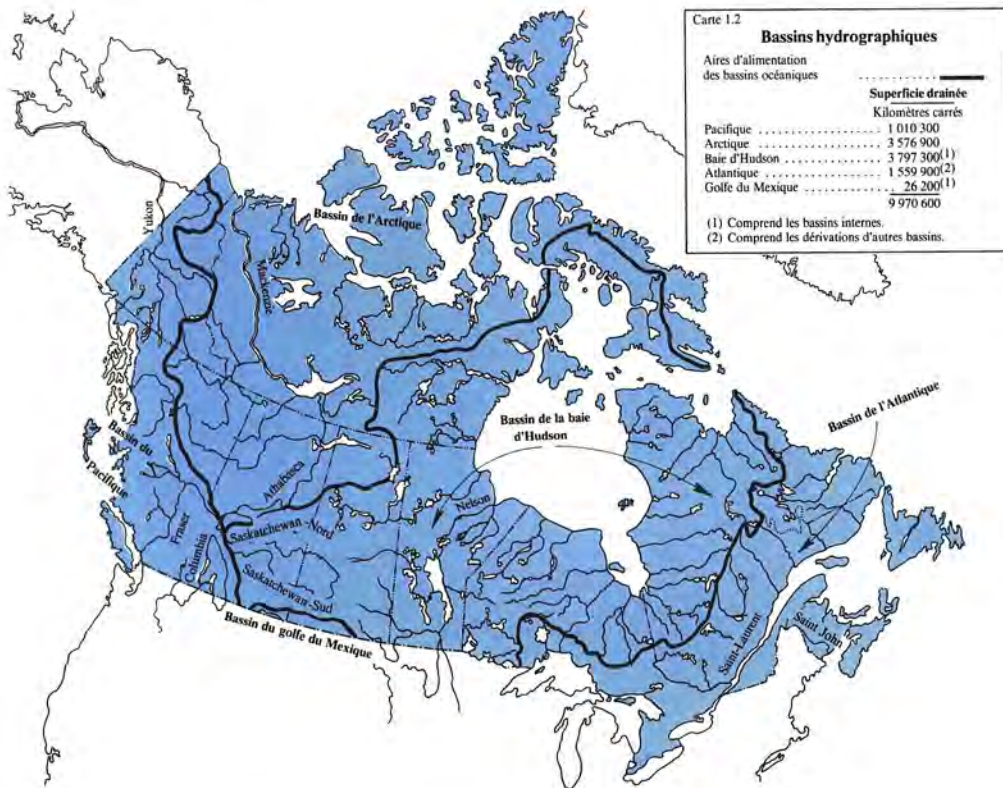 Carte 1.2
Bassins hydrographiques
Aires d'alimentation
des bassins océaniques ..........
Superficie drainée
Kilomètres carrés
Pacifique .................... 1 010 300
Arctique .................... 3 576 900
Baie d'Hudson .................... 3 797 300(1)
Atlantique .................... 1 559 900(2)
Golfe du Mexique .................... 26 200(1)
9 970 600
(1) Comprend les bassins internes.
(2) Comprend les dérivations d'autres bassins.
Yukon
Mackenzie
Bassin de l'Arctique
Bassin de la baie
d'Hudson
Bassin de l'Atlantique
Bassin du
Pacifique
Fraser
Columbia
Athabasca
Saskatchewan-Nord
Saskatchewan-Sud
Nelson
Bassin du golfe du Mexique
Saint-Laurent
Saint John